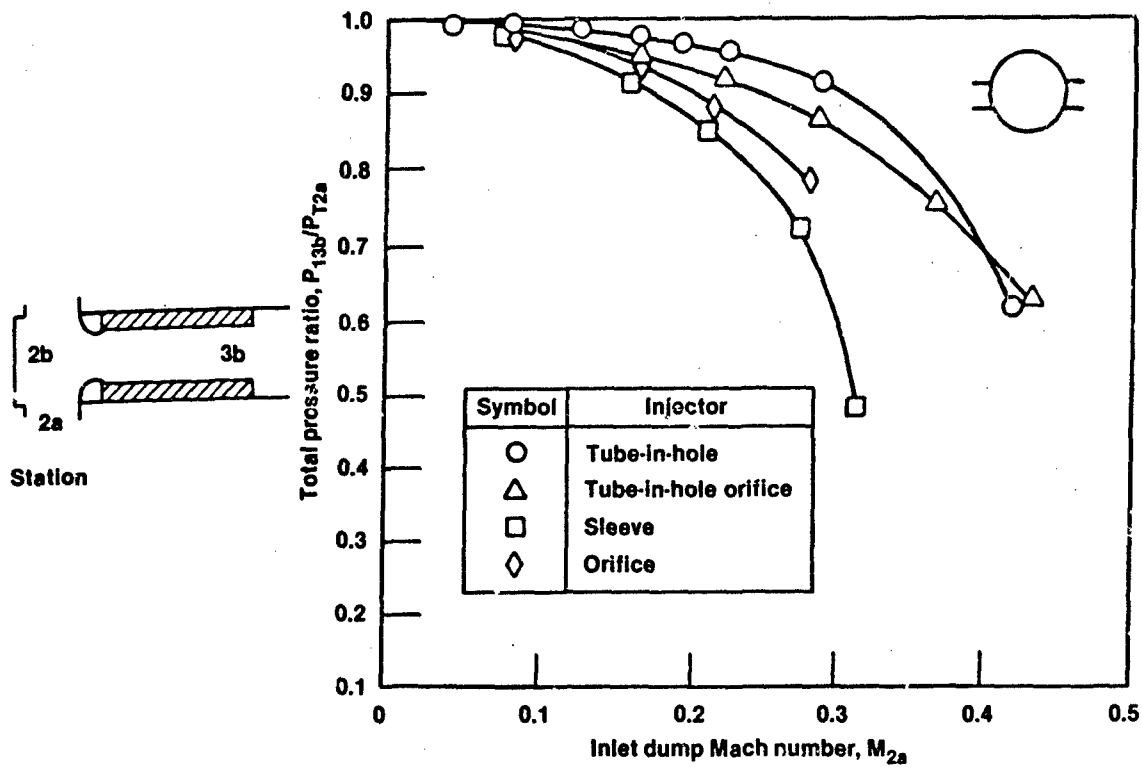 1.0
0.9
0.8
0.7
0.6
0.5
0.4
0.3
0.2
0.1
Total pressure ratio, P13b/PT2a
2b
3b
2a
Station
Symbol Injector
Tube-in-hole
Tube-in-hole orifice
Sleeve
Orifice
0 0.1 0.2 0.3 0.4 0.5
Inlet dump Mach number, M2a